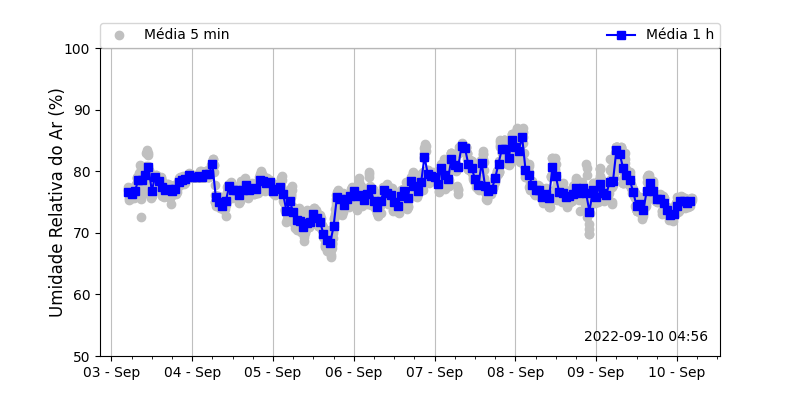 Média 5 min
Média 1 h
Umidade Relativa do Ar (%)
100
90
80
70
60
50
2022-09-10 04:56
03 - Sep
04 - Sep
05 - Sep
06 - Sep
07 - Sep
08 - Sep
09 - Sep
10 - Sep